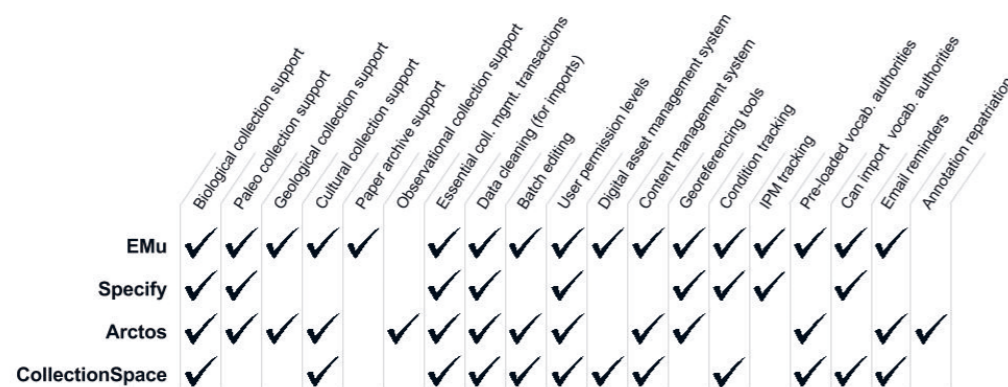 Biological collection support
Paleo collection support
Geological collection support
Cultural collection support
Paper archive support
Observational collection support
Essential coll. mgmt. transactions
Data cleaning (for imports)
Batch editing
User permission levels
Digital asset management system
Content management system
Georeferencing tools
Condition tracking
IPM tracking
Pre-loaded vocab. authorities
Can import vocab. authorities
Email reminders
Annotation repatriation
EMu
Specify
Arctos
CollectionSpace